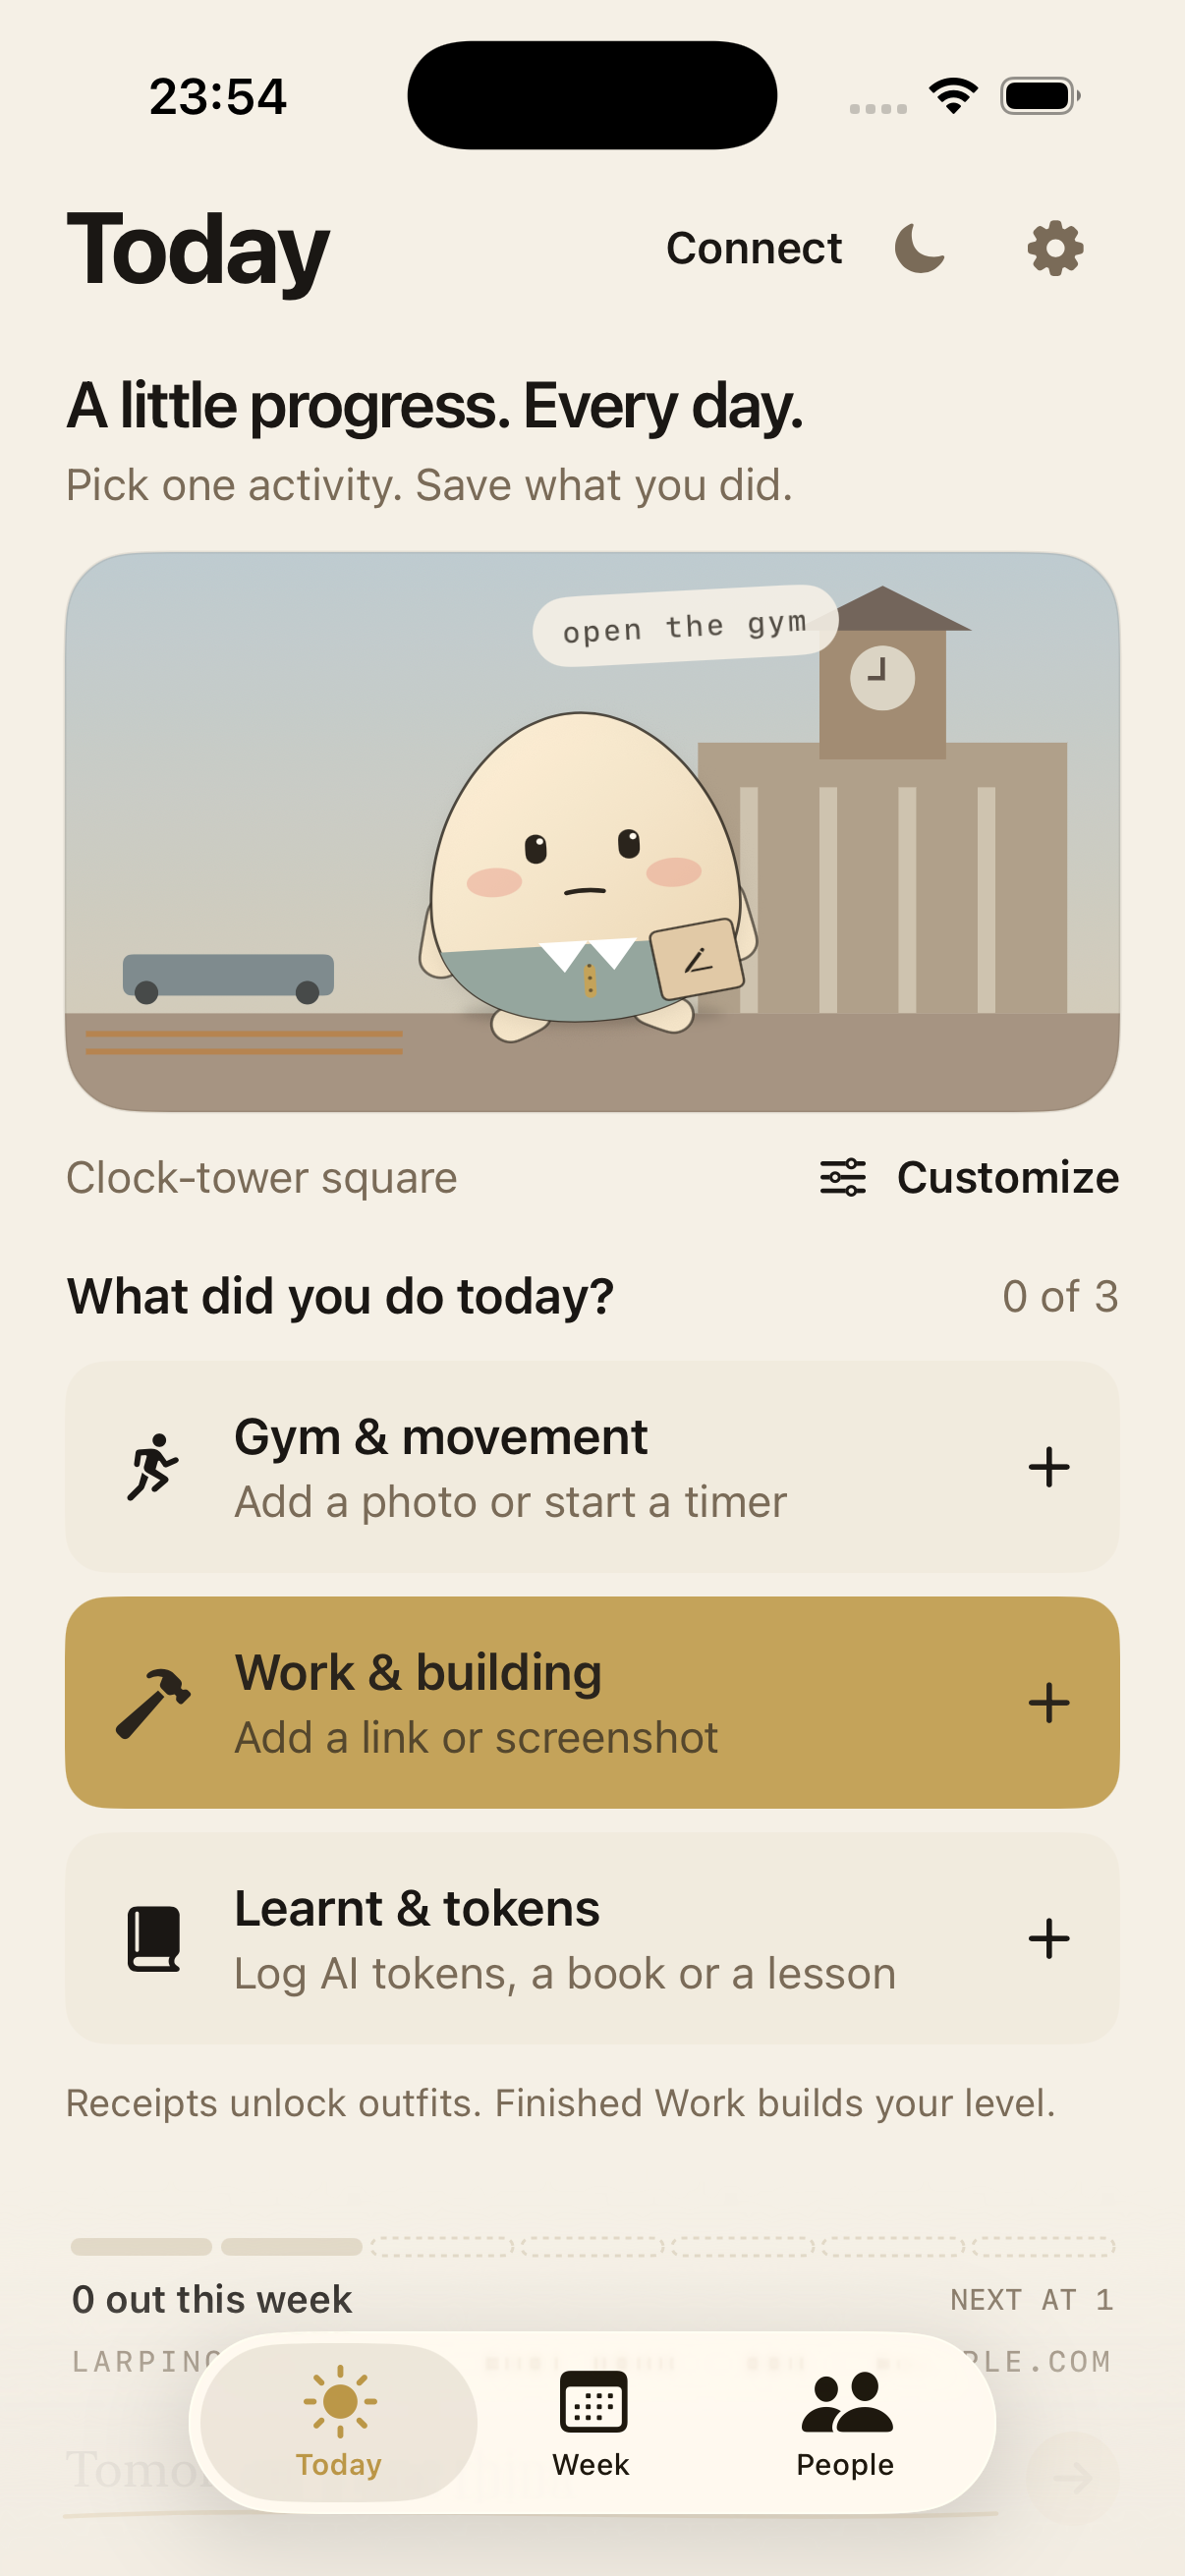 23:54
Today
Connect
A little progress. Every day.
Pick one activity. Save what you did.
open the gym
Clock-tower square
Customize
What did you do today?
0 of 3
Gym & movement
Add a photo or start a timer
Work & building
Add a link or screenshot
Learnt & tokens
Log AI tokens, a book or a lesson
Receipts unlock outfits. Finished Work builds your level.
0 out this week
NEXT AT 1
LARPING
PLE.COM
Today
Week
People